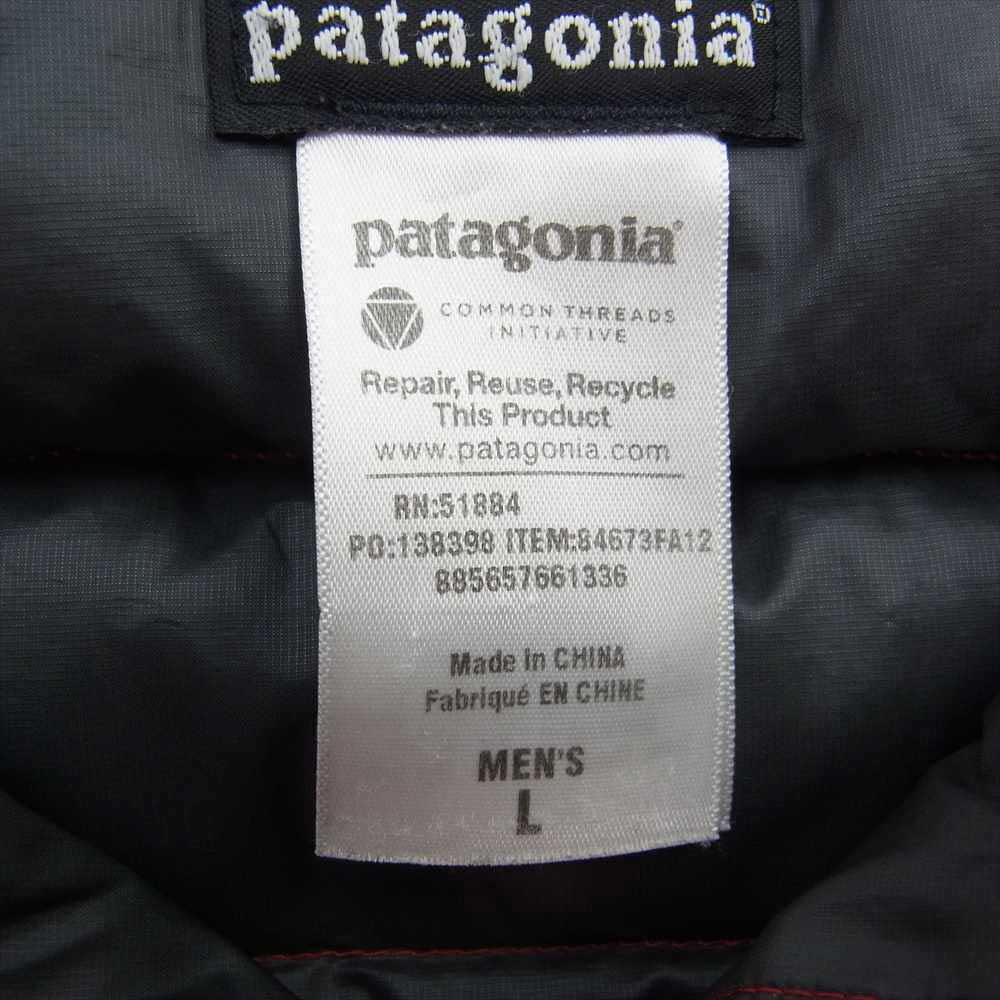 patagonia®
patagonia®
COMMON THREADS
INITIATIVE
Repair, Reuse, Recycle
This Product
www.patagonia.com
RN:51884
PO:138398 ITEM:84673FA12
885657661336
Made in CHINA
Fabriqué EN CHINE
MEN'S
L